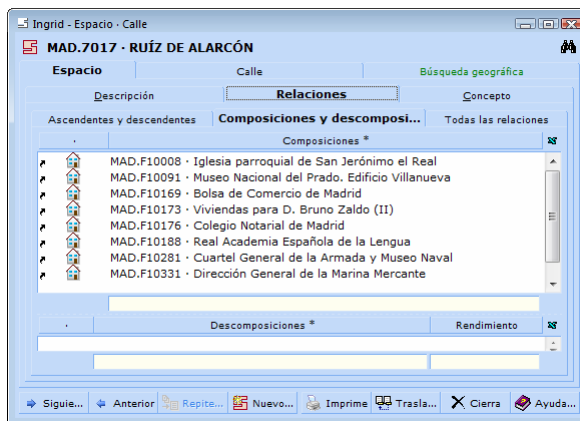 Ingrid - Espacio · Calle
MAD.7017 · RUÍZ DE ALARCÓN
Espacio Calle Búsqueda geográfica
Descripción Relaciones Concepto
Ascendentes y descendentes Composiciones y descomposi... Todas las relaciones
· Composiciones *
MAD.F10008 · Iglesia parroquial de San Jerónimo el Real
MAD.F10091 · Museo Nacional del Prado. Edificio Villanueva
MAD.F10169 · Bolsa de Comercio de Madrid
MAD.F10173 · Viviendas para D. Bruno Zaldo (II)
MAD.F10176 · Colegio Notarial de Madrid
MAD.F10188 · Real Academia Española de la Lengua
MAD.F10281 · Cuartel General de la Armada y Museo Naval
MAD.F10331 · Dirección General de la Marina Mercante
· Descomposiciones * Rendimiento
Siguie... Anterior Repite... Nuevo... Imprime Trasla... Cierra Ayuda...